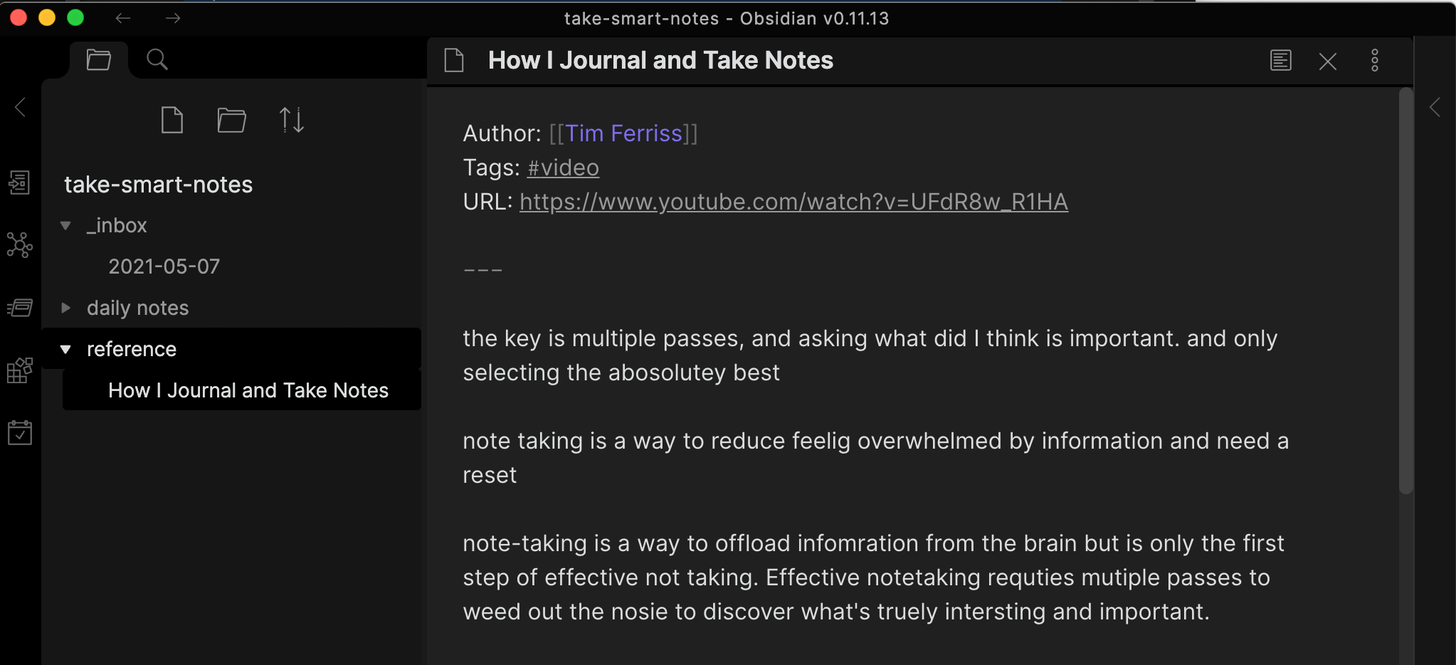 take-smart-notes - Obsidian v0.11.13
How I Journal and Take Notes
take-smart-notes
_inbox
2021-05-07
daily notes
reference
How I Journal and Take Notes
Author: [[Tim Ferriss]]
Tags: #video
URL: https://www.youtube.com/watch?v=UFdR8w_R1HA
---
the key is multiple passes, and asking what did I think is important. and only
selecting the abosolutey best
note taking is a way to reduce feelig overwhelmed by information and need a
reset
note-taking is a way to offload infomration from the brain but is only the first
step of effective not taking. Effective notetaking requties mutiple passes to
weed out the nosie to discover what's truely intersting and important.